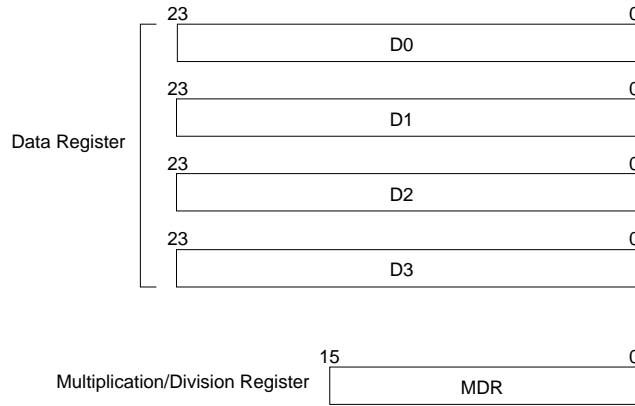 23 0
D0
23 0
D1
Data Register
23 0
D2
23 0
D3
15 0
Multiplication/Division Register MDR